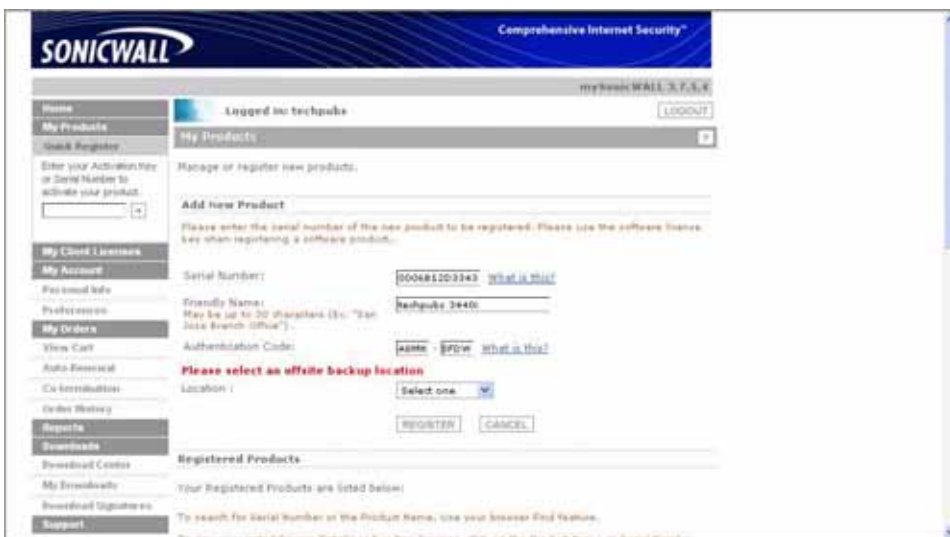 Comprehensive Internet Security™
SONICWALL
mySonicWALL 3.7.5.4
Home
My Products
Quick Register
Enter your Activation Key
or Serial Number to
activate your product.
My Client Licenses
My Account
Personal Info
Preferences
My Orders
View Cart
Auto Renewal
Co-termination
Order History
Reports
Downloads
Download Center
My Downloads
Download Signatures
Support
Logged in: techpubs
LOGOUT
My Products
?
Manage or register new products.
Add New Product
Please enter the serial number of the new product to be registered. Please use the software license
key when registering a software product.
Serial Number:
What is this?
Friendly Name:
techpubs 3440i
May be up to 30 characters (Ex. "San
Jose Branch Office").
Authentication Code:
What is this?
Please select an offsite backup location
Location :
Select one
REGISTER
CANCEL
Registered Products
Your Registered Products are listed below:
To search for Serial Number or the Product Name, use your browser Find feature.